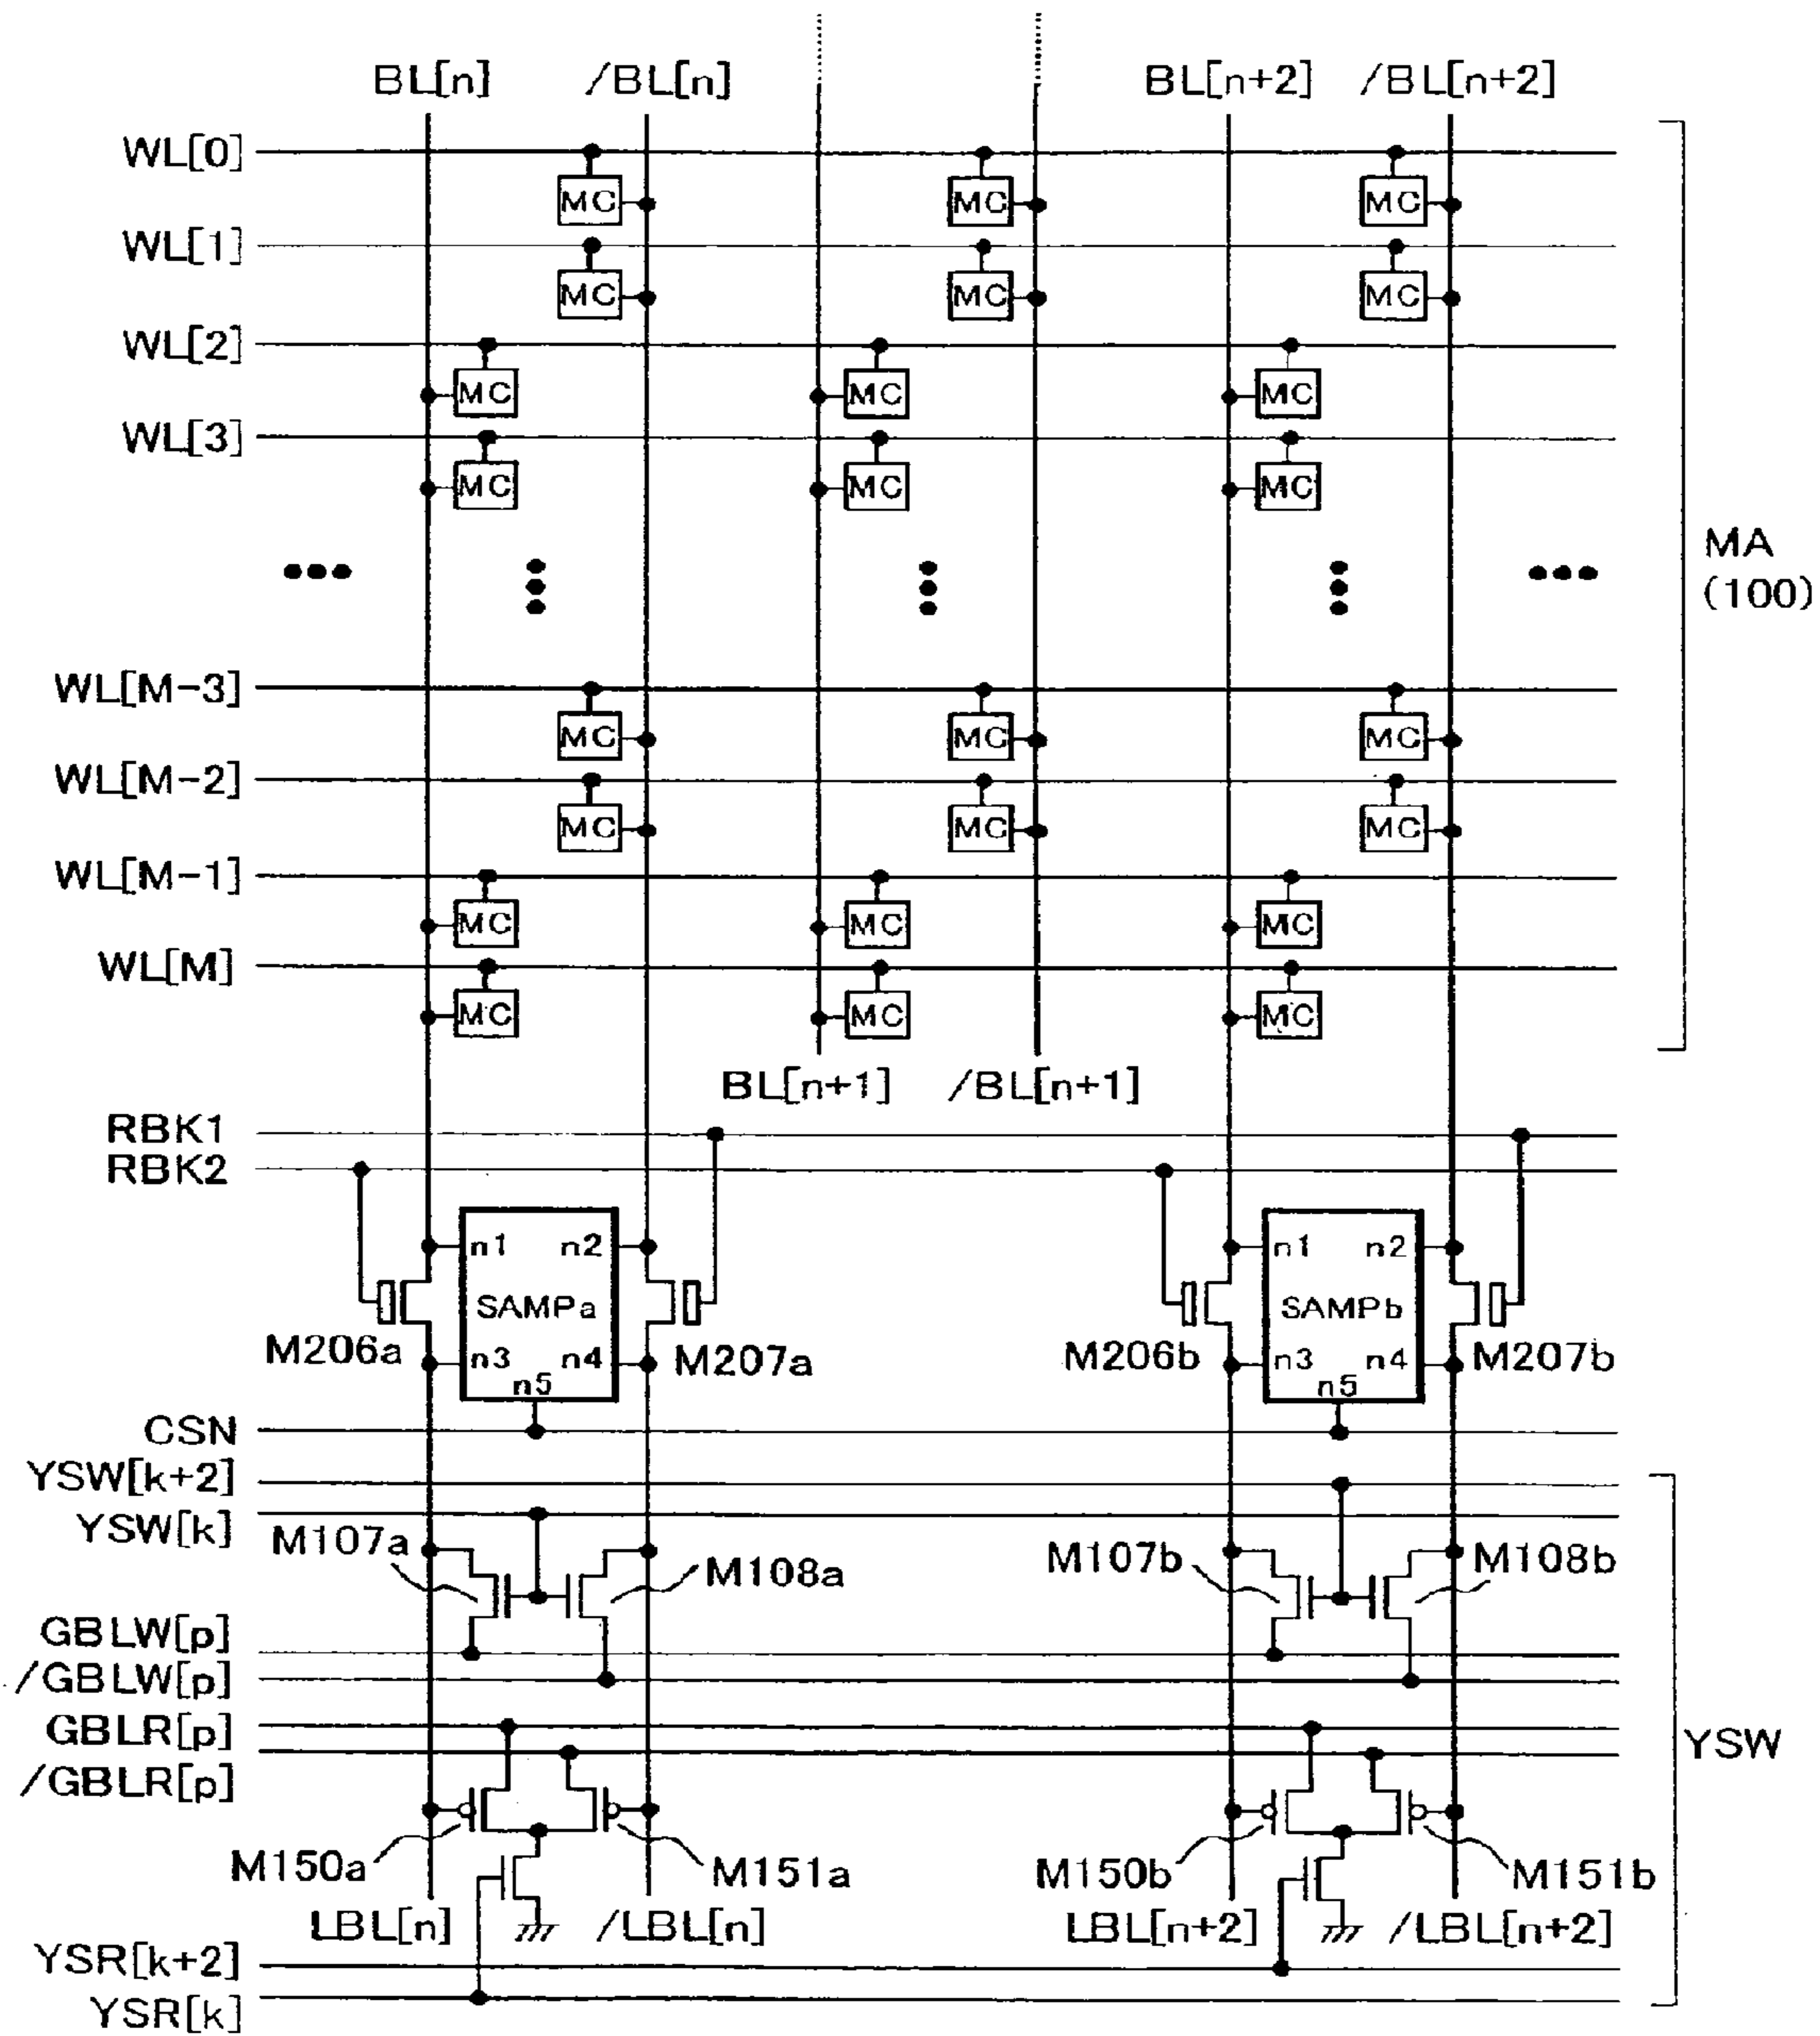 BL[n] /BL[n] BL[n+2] /BL[n+2]
WL[0]
MC MC MC
WL[1]
MC MC MC
WL[2]
MC MC MC
WL[3]
MC MC MC
MA
(100)
WL[M-3]
MC MC MC
WL[M-2]
MC MC MC
WL[M-1]
MC MC MC
WL[M]
MC MC MC
BL[n+1] /BL[n+1]
RBK1
RBK2
n1 n2 n1 n2
SAMPa SAMPb
M206a n3 n4 M207a M206b n3 n4 M207b
n5 n5
CSN
YSW[k+2]
YSW[k]
M107a M108a M107b M108b
GBLW[p]
/GBLW[p]
GBLR[p]
/GBLR[p]
YSW
M150a M151a M150b M151b
LBL[n] /LBL[n] LBL[n+2] /LBL[n+2]
YSR[k+2]
YSR[k]